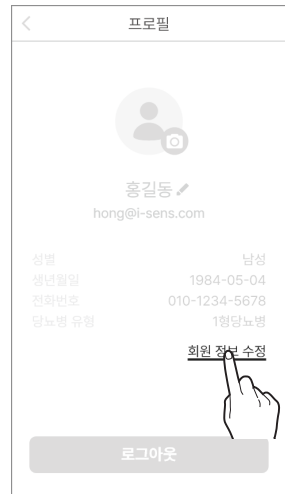 프로필
홍길동
hong@i-sens.com
성별 남성
생년월일 1984-05-04
전화번호 010-1234-5678
당뇨병 유형 1형당뇨병
회원 정보 수정
로그아웃